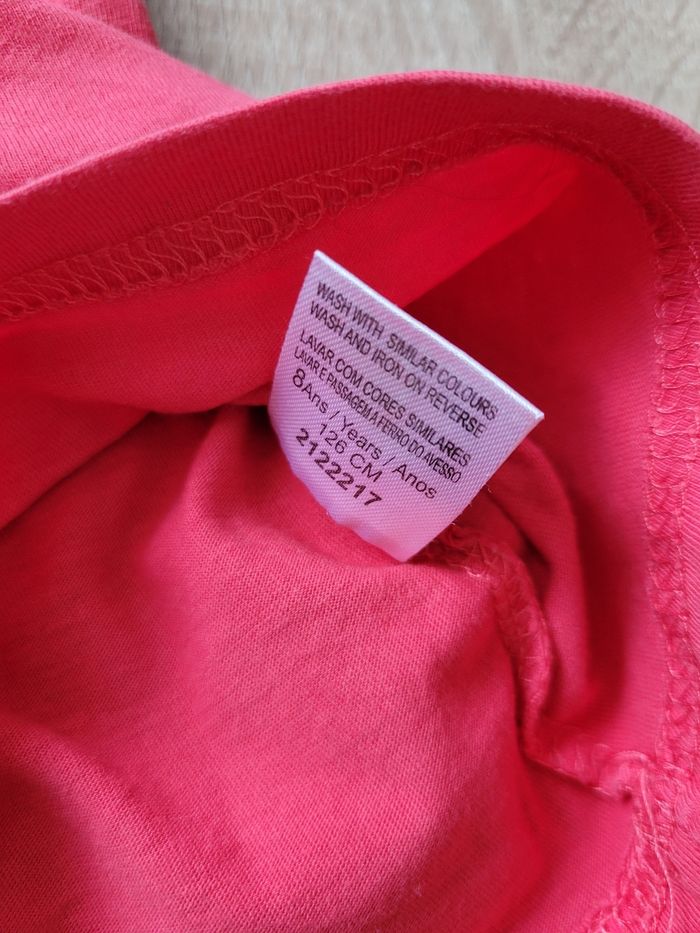 WASH WITH SIMILAR COLOURS
WASH AND IRON ON REVERSE
LAVAR COM CORES SIMILARES
LAVAR E PASSAGEM A FERRO DO AVESSO
8Ans / Years / Anos
126 CM
2122217